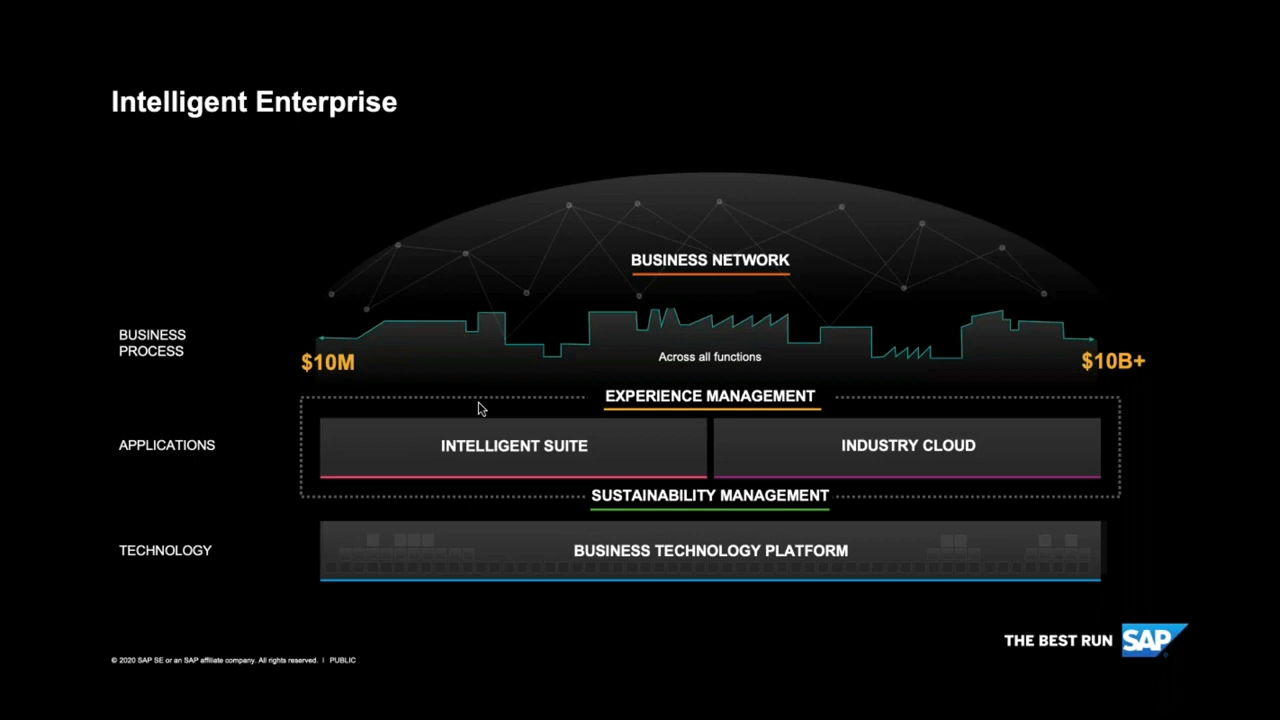 Intelligent Enterprise
BUSINESS NETWORK
BUSINESS
PROCESS
$10M
Across all functions
$10B+
EXPERIENCE MANAGEMENT
APPLICATIONS
INTELLIGENT SUITE
INDUSTRY CLOUD
SUSTAINABILITY MANAGEMENT
TECHNOLOGY
BUSINESS TECHNOLOGY PLATFORM
THE BEST RUN SAP
© 2020 SAP SE or an SAP affiliate company. All rights reserved. I PUBLIC